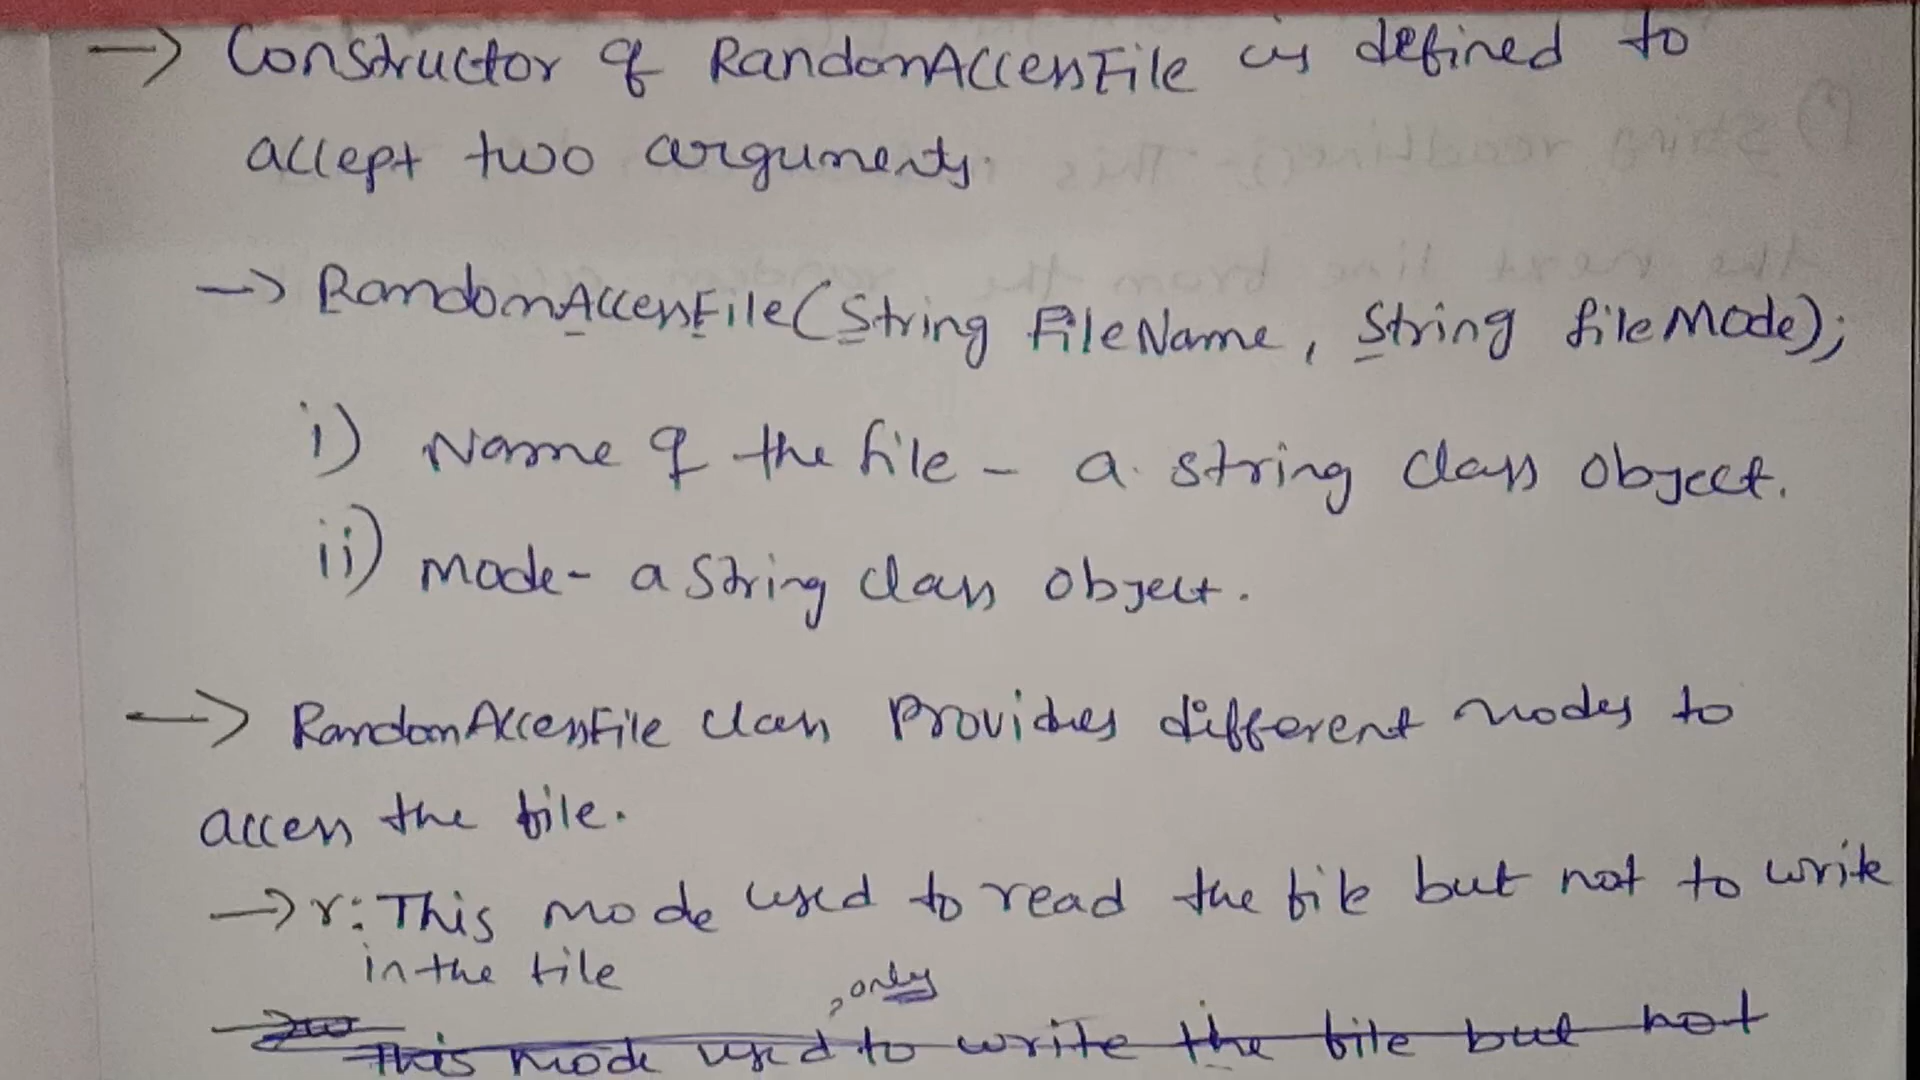 → Constructor of RandomAccessFile is defined to
accept two arguments.
→ RandomAccessFile(String FileName, String fileMode);
i) Name of the file - a string class object.
ii) mode - a String class object.
→ RandomAccessFile class provides different modes to
access the file.
→ r: This mode used to read the file but not to write
in the file
, only
→ This mode used to write the file but not